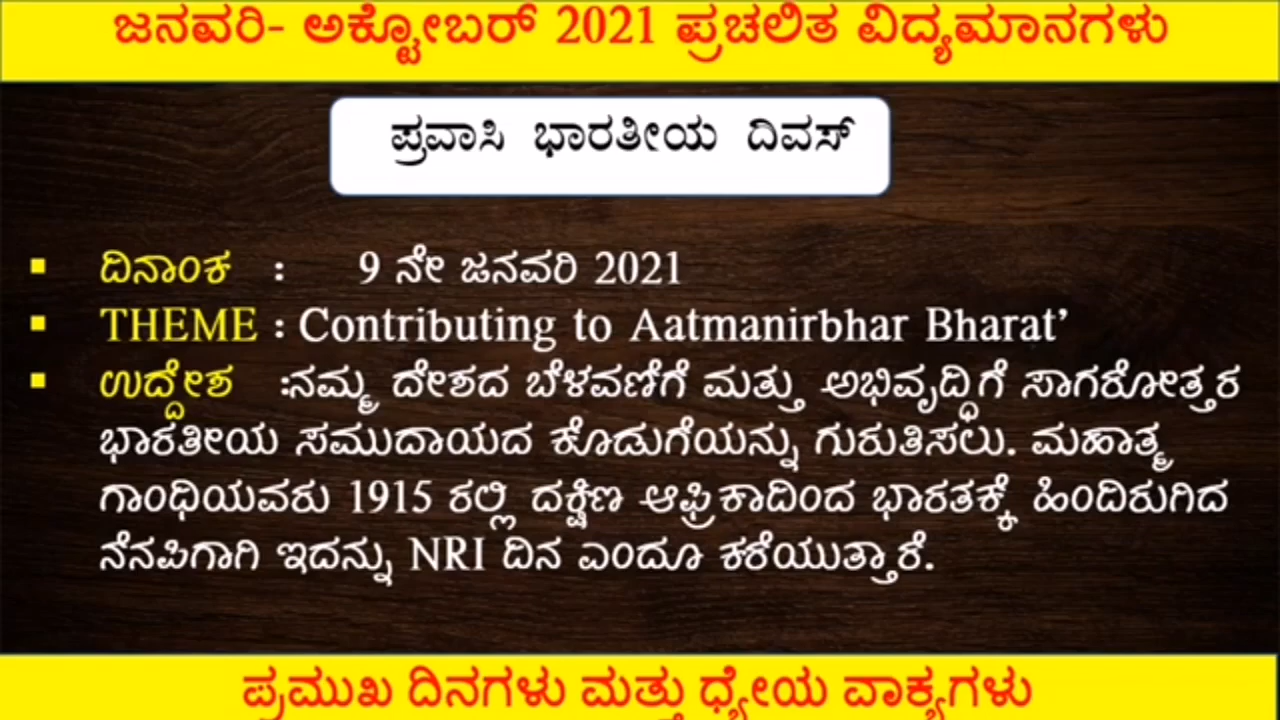 ಜನವರಿ- ಅಕ್ಟೋಬರ್ 2021 ಪ್ರಚಲಿತ ವಿದ್ಯಮಾನಗಳು
ಪ್ರವಾಸಿ ಭಾರತೀಯ ದಿವಸ್
▪ ದಿನಾಂಕ : 9 ನೇ ಜನವರಿ 2021
▪ THEME : Contributing to Aatmanirbhar Bharat’
▪ ಉದ್ದೇಶ :ನಮ್ಮ ದೇಶದ ಬೆಳವಣಿಗೆಗೆ ಮತ್ತು ಅಭಿವೃದ್ಧಿಗೆ ಸಾಗರೋತ್ತರ
ಭಾರತೀಯ ಸಮುದಾಯದ ಕೊಡುಗೆಯನ್ನು ಗುರುತಿಸಲು. ಮಹಾತ್ಮ
ಗಾಂಧಿಯವರು 1915 ರಲ್ಲಿ ದಕ್ಷಿಣ ಆಫ್ರಿಕಾದಿಂದ ಭಾರತಕ್ಕೆ ಹಿಂದಿರುಗಿದ
ನೆನಪಿಗಾಗಿ ಇದನ್ನು NRI ದಿನ ಎಂದೂ ಕರೆಯುತ್ತಾರೆ.
ಪ್ರಮುಖ ದಿನಗಳು ಮತ್ತು ಧ್ಯೇಯ ವಾಕ್ಯಗಳು